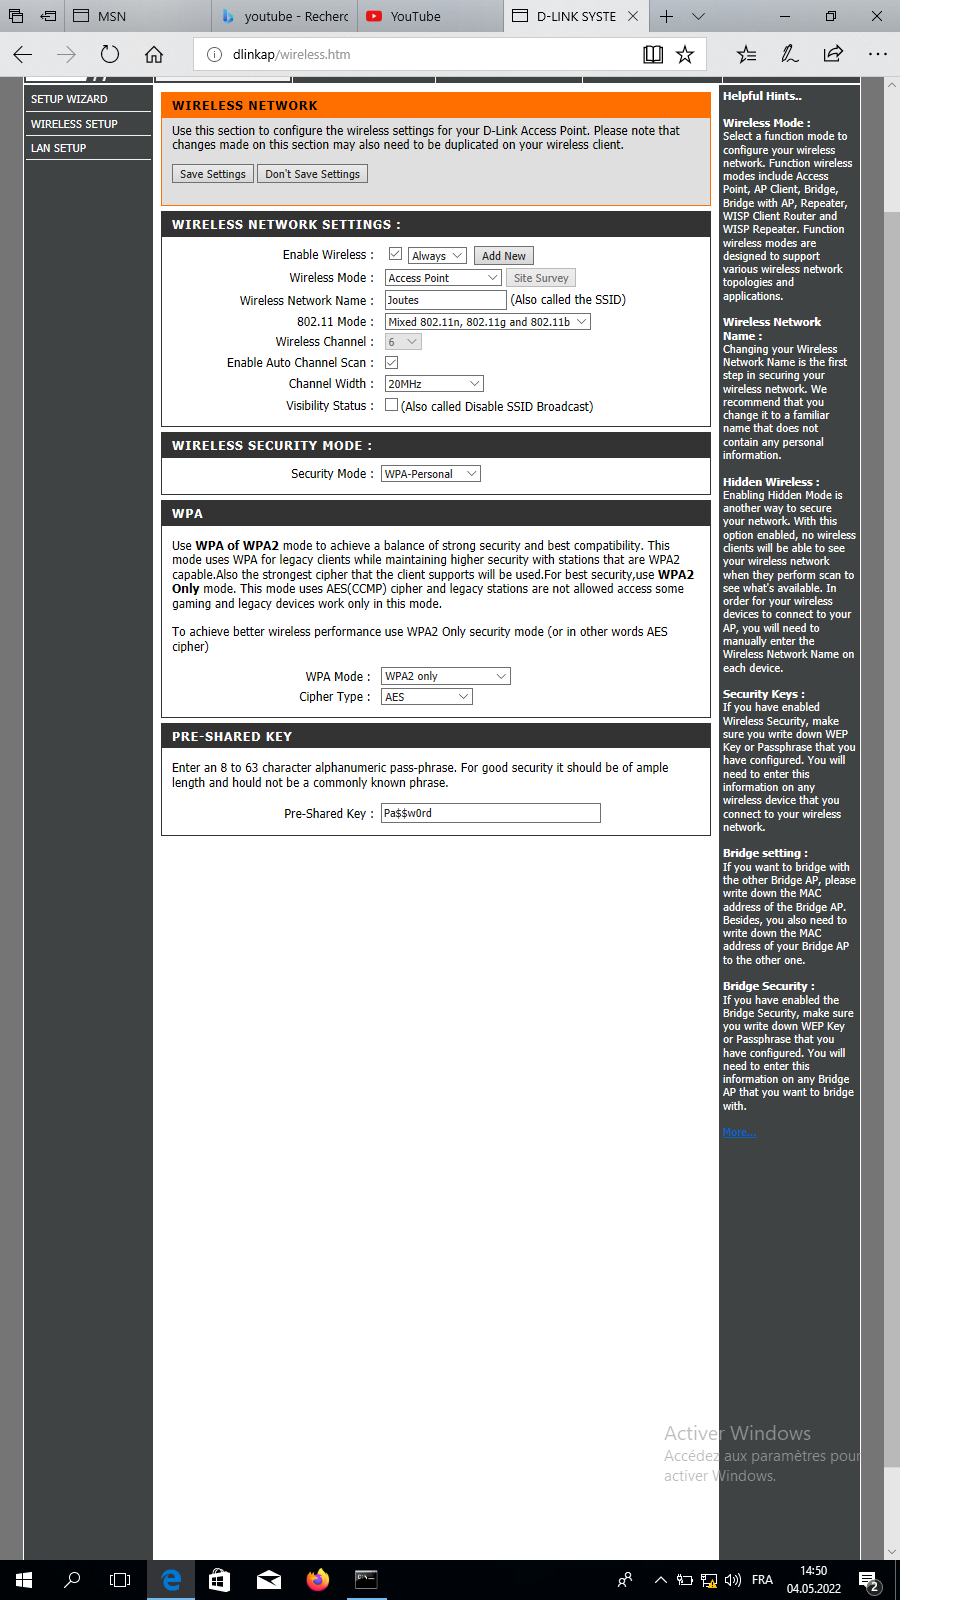 MSN
youtube - Recherc
YouTube
D-LINK SYSTE
dlinkap/wireless.htm
SETUP WIZARD
WIRELESS SETUP
LAN SETUP
WIRELESS NETWORK
Use this section to configure the wireless settings for your D-Link Access Point. Please note that
changes made on this section may also need to be duplicated on your wireless client.
Save Settings Don't Save Settings
WIRELESS NETWORK SETTINGS :
Enable Wireless : Always Add New
Wireless Mode : Access Point Site Survey
Wireless Network Name : Joutes (Also called the SSID)
802.11 Mode : Mixed 802.11n, 802.11g and 802.11b
Wireless Channel : 6
Enable Auto Channel Scan :
Channel Width : 20MHz
Visibility Status : (Also called Disable SSID Broadcast)
WIRELESS SECURITY MODE :
Security Mode : WPA-Personal
WPA
Use WPA of WPA2 mode to achieve a balance of strong security and best compatibility. This
mode uses WPA for legacy clients while maintaining higher security with stations that are WPA2
capable.Also the strongest cipher that the client supports will be used.For best security,use WPA2
Only mode. This mode uses AES(CCMP) cipher and legacy stations are not allowed access some
gaming and legacy devices work only in this mode.
To achieve better wireless performance use WPA2 Only security mode (or in other words AES
cipher)
WPA Mode : WPA2 only
Cipher Type : AES
PRE-SHARED KEY
Enter an 8 to 63 character alphanumeric pass-phrase. For good security it should be of ample
length and hould not be a commonly known phrase.
Pre-Shared Key : Pa$$w0rd
Helpful Hints..
Wireless Mode :
Select a function mode to
configure your wireless
network. Function wireless
modes include Access
Point, AP Client, Bridge,
Bridge with AP, Repeater,
WISP Client Router and
WISP Repeater. Function
wireless modes are
designed to support
various wireless network
topologies and
applications.
Wireless Network
Name :
Changing your Wireless
Network Name is the first
step in securing your
wireless network. We
recommend that you
change it to a familiar
name that does not
contain any personal
information.
Hidden Wireless :
Enabling Hidden Mode is
another way to secure
your network. With this
option enabled, no wireless
clients will be able to see
your wireless network
when they perform scan to
see what's available. In
order for your wireless
devices to connect to your
AP, you will need to
manually enter the
Wireless Network Name on
each device.
Security Keys :
If you have enabled
Wireless Security, make
sure you write down WEP
Key or Passphrase that you
have configured. You will
need to enter this
information on any
wireless device that you
connect to your wireless
network.
Bridge setting :
If you want to bridge with
the other Bridge AP, please
write down the MAC
address of the Bridge AP.
Besides, you also need to
write down the MAC
address of your Bridge AP
to the other one.
Bridge Security :
If you have enabled the
Bridge Security, make sure
you write down WEP Key
or Passphrase that you
have configured. You will
need to enter this
information on any Bridge
AP that you want to bridge
with.
More...
Activer Windows
Accédez aux paramètres pour
activer Windows.
FRA
14:50
04.05.2022
2